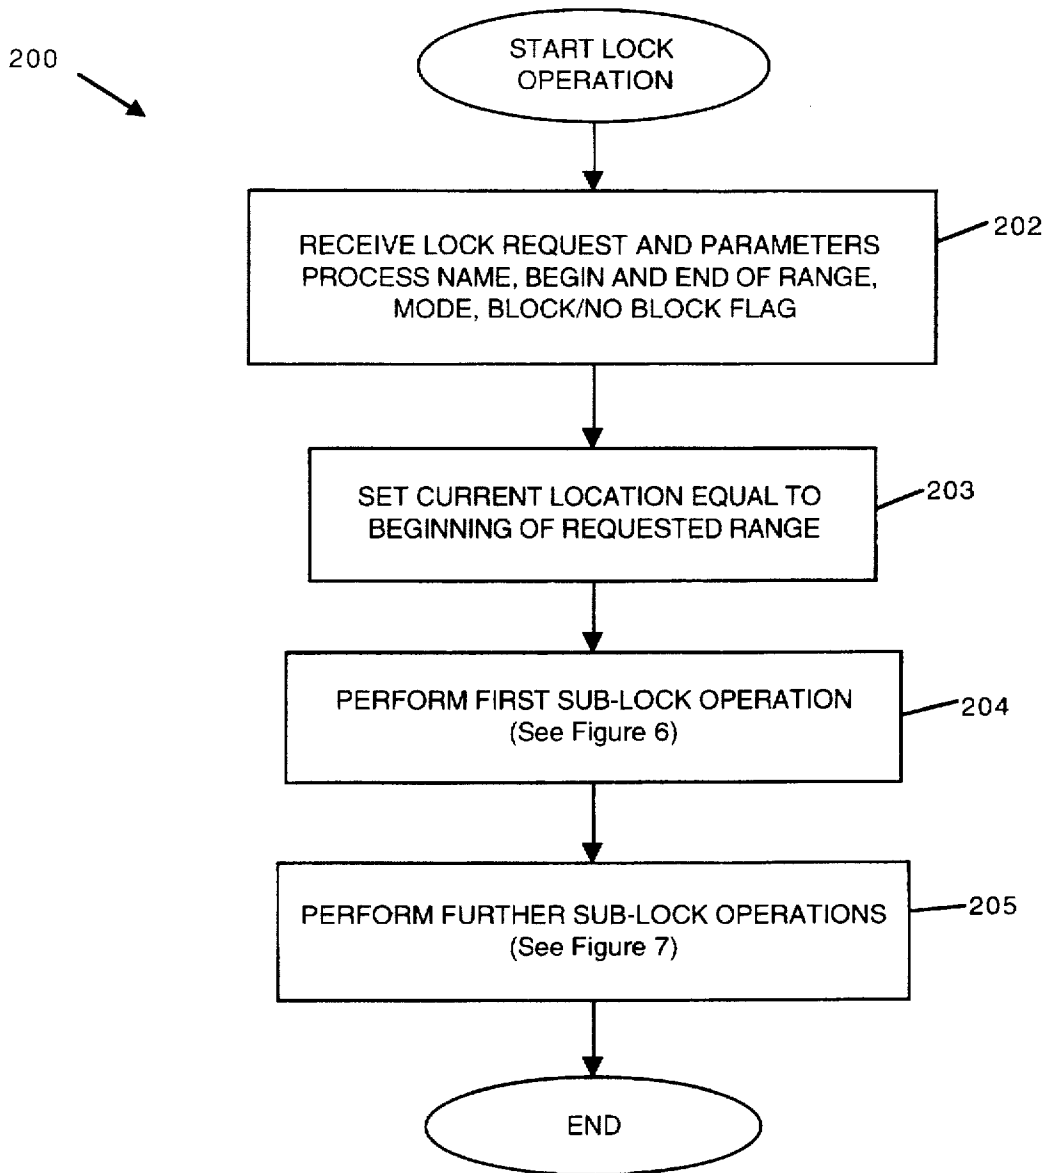 200
START LOCK
OPERATION
RECEIVE LOCK REQUEST AND PARAMETERS
PROCESS NAME, BEGIN AND END OF RANGE,
MODE, BLOCK/NO BLOCK FLAG
202
SET CURRENT LOCATION EQUAL TO
BEGINNING OF REQUESTED RANGE
203
PERFORM FIRST SUB-LOCK OPERATION
(See Figure 6)
204
PERFORM FURTHER SUB-LOCK OPERATIONS
(See Figure 7)
205
END